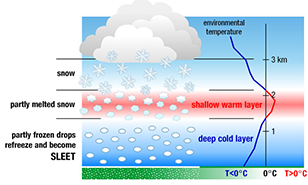 environmental
temperature
3 km
snow
2
partly melted snow
shallow warm layer
1
partly frozen drops
refreeze and become
SLEET
deep cold layer
T<0°C
0°C
T>0°C